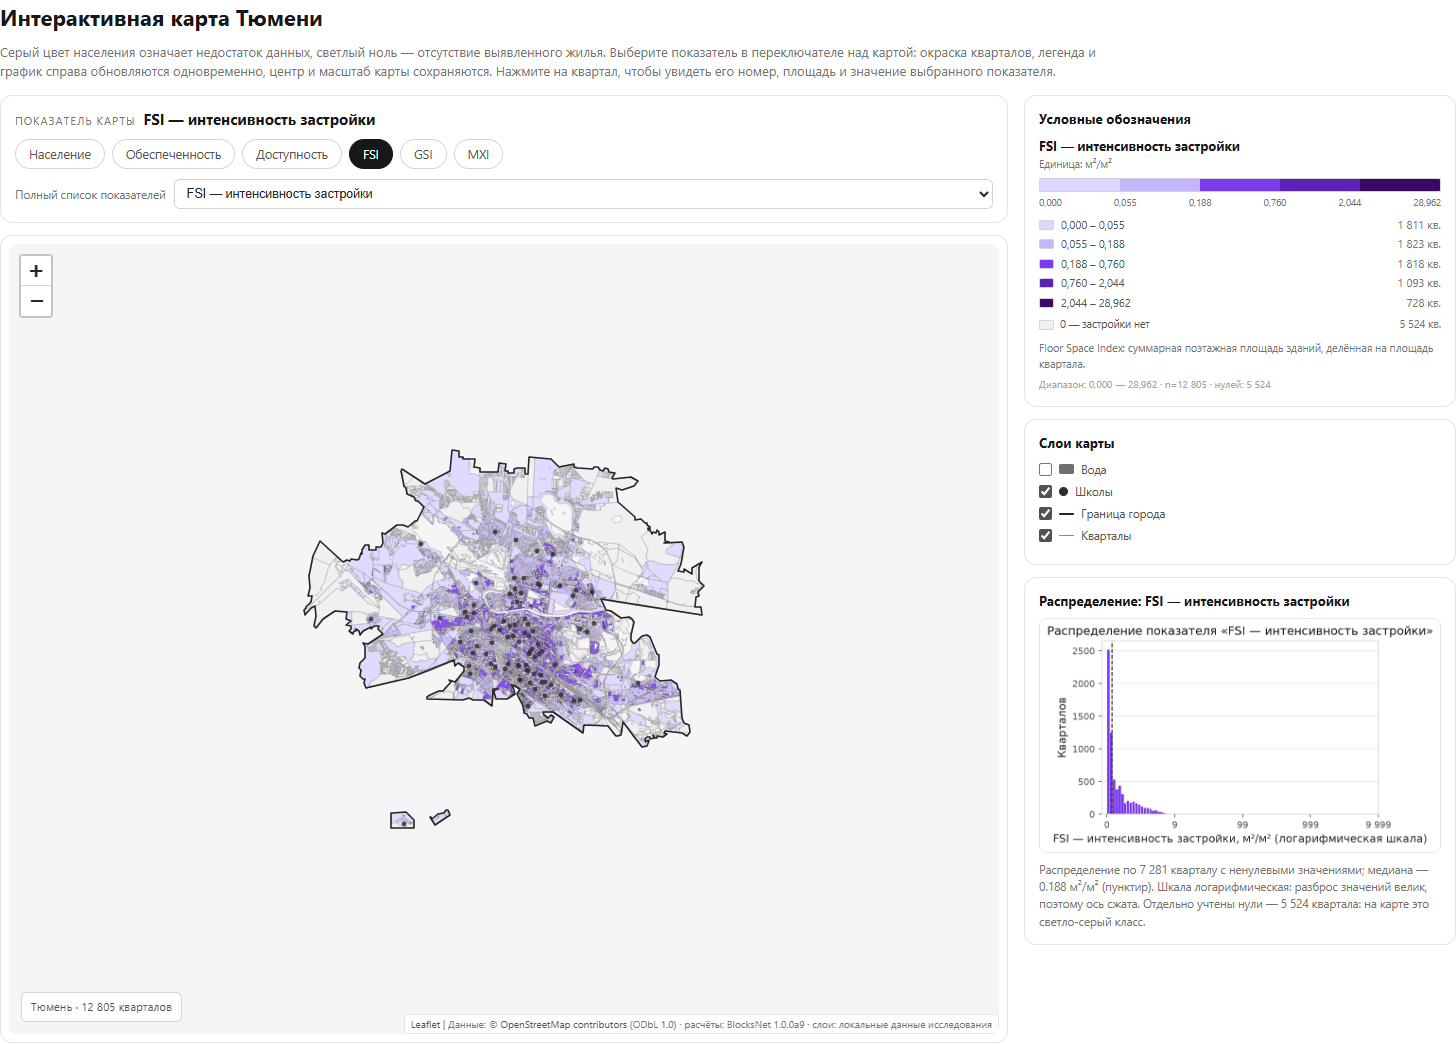 Интерактивная карта Тюмени
Серый цвет населения означает недостаток данных, светлый ноль — отсутствие выявленного жилья. Выберите показатель в переключателе над картой: окраска кварталов, легенда и
график справа обновляются одновременно, центр и масштаб карты сохраняются. Нажмите на квартал, чтобы увидеть его номер, площадь и значение выбранного показателя.
ПОКАЗАТЕЛЬ КАРТЫ FSI — интенсивность застройки
Население Обеспеченность Доступность FSI GSI MXI
Полный список показателей FSI — интенсивность застройки
+
−
Тюмень · 12 805 кварталов
Leaflet | Данные: © OpenStreetMap contributors (ODbL 1.0) · расчёты: BlocksNet 1.0.0a9 · слои: локальные данные исследования
Условные обозначения
FSI — интенсивность застройки
Единица: м²/м²
0,000 0,055 0,188 0,760 2,044 28,962
0,000 – 0,055 1 811 кв.
0,055 – 0,188 1 823 кв.
0,188 – 0,760 1 818 кв.
0,760 – 2,044 1 093 кв.
2,044 – 28,962 728 кв.
0 — застройки нет 5 524 кв.
Floor Space Index: суммарная поэтажная площадь зданий, делённая на площадь
квартала.
Диапазон: 0,000 — 28,962 · n=12 805 · нулей: 5 524
Слои карты
Вода
Школы
Граница города
Кварталы
Распределение: FSI — интенсивность застройки
Распределение показателя «FSI — интенсивность застройки»
2500
2000
1500
1000
500
0
Кварталов
0 9 99 999 9 999
FSI — интенсивность застройки, м²/м² (логарифмическая шкала)
Распределение по 7 281 кварталу с ненулевыми значениями; медиана —
0.188 м²/м² (пунктир). Шкала логарифмическая: разброс значений велик,
поэтому ось сжата. Отдельно учтены нули — 5 524 квартала: на карте это
светло-серый класс.